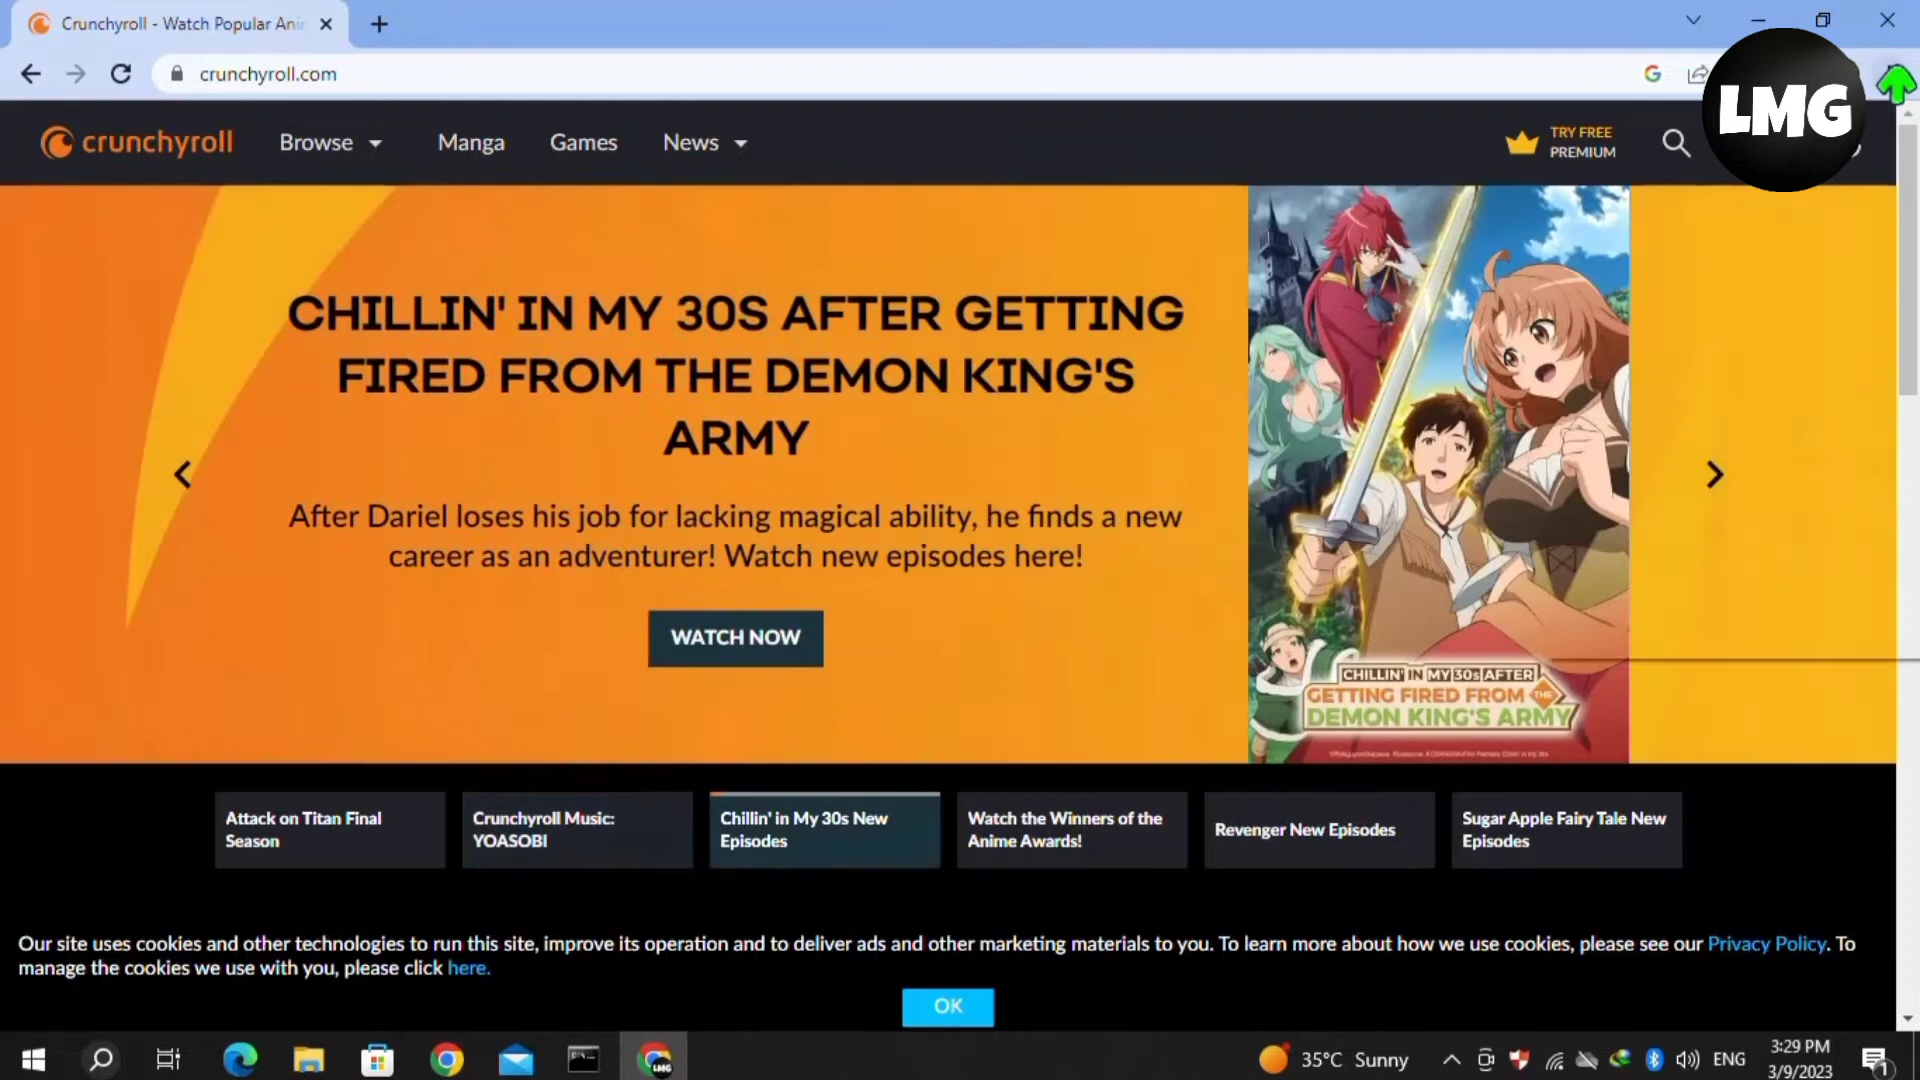 Crunchyroll - Watch Popular Ani
crunchyroll.com
LMG
crunchyroll
Browse
Manga
Games
News
TRY FREE
PREMIUM
CHILLIN' IN MY 30S AFTER GETTING
FIRED FROM THE DEMON KING'S
ARMY
After Dariel loses his job for lacking magical ability, he finds a new
career as an adventurer! Watch new episodes here!
WATCH NOW
CHILLIN' IN MY 30s AFTER
GETTING FIRED FROM THE
DEMON KING'S ARMY
Attack on Titan Final
Season
Crunchyroll Music:
YOASOBI
Chillin' in My 30s New
Episodes
Watch the Winners of the
Anime Awards!
Revenger New Episodes
Sugar Apple Fairy Tale New
Episodes
Our site uses cookies and other technologies to run this site, improve its operation and to deliver ads and other marketing materials to you. To learn more about how we use cookies, please see our Privacy Policy. To
manage the cookies we use with you, please click here.
OK
LMG
35°C Sunny
ENG
3:29 PM
3/9/2023
1